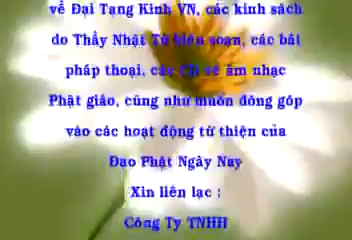 về Đại Tạng Kinh VN, các kinh sách
do Thầy Nhật Từ biên soạn, các bài
pháp thoại, các CD về âm nhạc
Phật giáo, cũng như muốn đóng góp
vào các hoạt động từ thiện của
Đạo Phật Ngày Nay
Xin liên lạc :
Công Ty TNHH